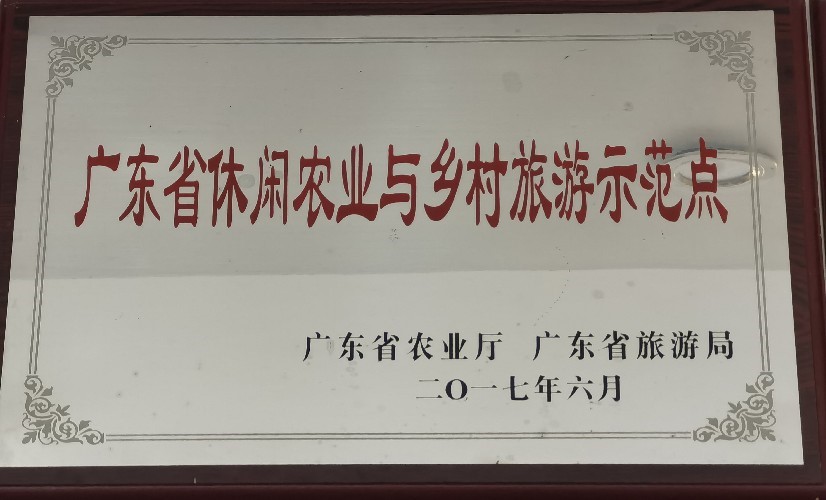 广东省休闲农业与乡村旅游示范点
广东省农业厅 广东省旅游局
二〇一七年六月